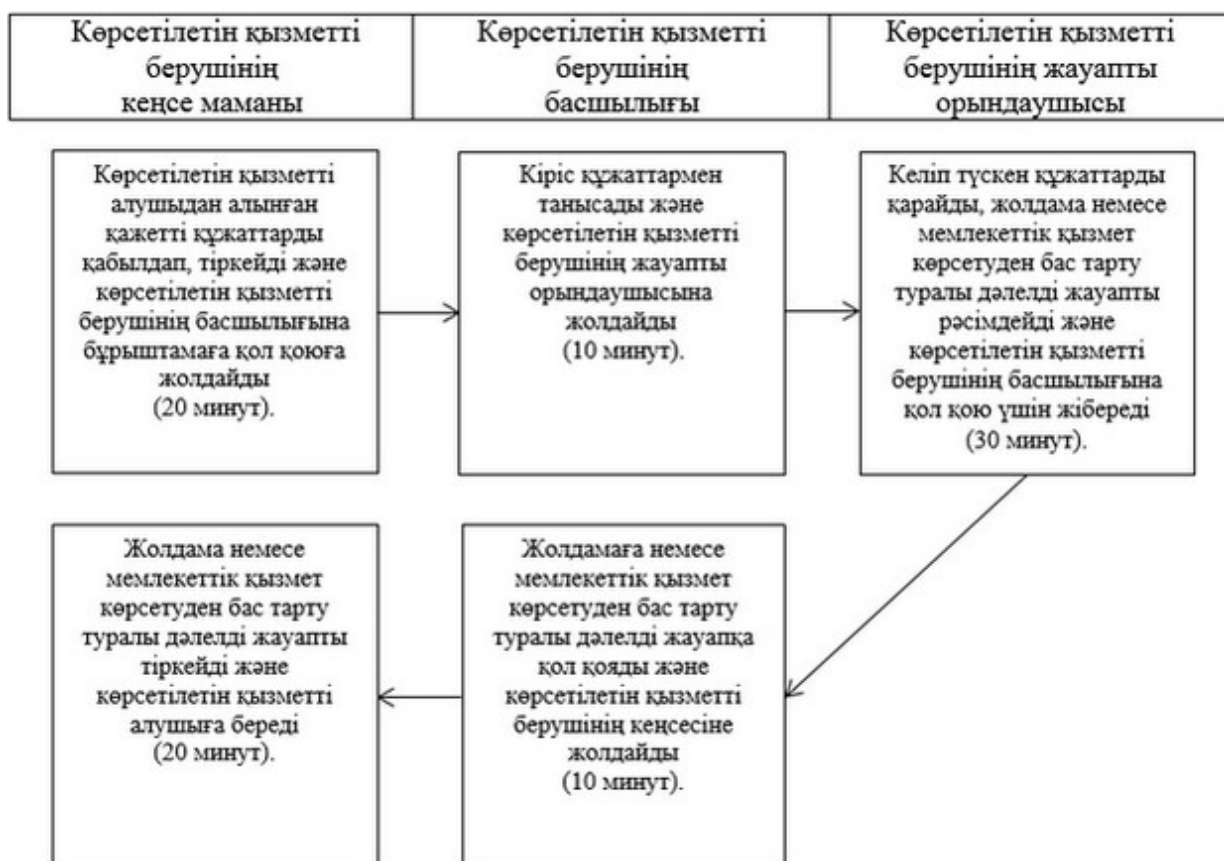 Көрсетілетін қызметті
берушінің
кеңсе маманы
Көрсетілетін қызметті
берушінің
басшылығы
Көрсетілетін қызметті
берушінің жауапты
орындаушысы
Көрсетілетін қызметті
алушыдан алынған
қажетті құжаттарды
қабылдап, тіркейді және
көрсетілетін қызметті
берушінің басшылығына
бұрыштамаға қол қоюға
жолдайды
(20 минут).
Кіріс құжаттармен
танысады және
көрсетілетін қызметті
берушінің жауапты
орындаушысына
жолдайды
(10 минут).
Келіп түскен құжаттарды
қарайды, жолдама немесе
мемлекеттік қызмет
көрсетуден бас тарту
туралы дәлелді жауапты
рәсімдейді және
көрсетілетін қызметті
берушінің басшылығына
қол қою үшін жібереді
(30 минут).
Жолдама немесе
мемлекеттік қызмет
көрсетуден бас тарту
туралы дәлелді жауапты
тіркейді және
көрсетілетін қызметті
алушыға береді
(20 минут).
Жолдамаға немесе
мемлекеттік қызмет
көрсетуден бас тарту
туралы дәлелді жауапқа
қол қояды және
көрсетілетін қызметті
берушінің кеңсесіне
жолдайды
(10 минут).